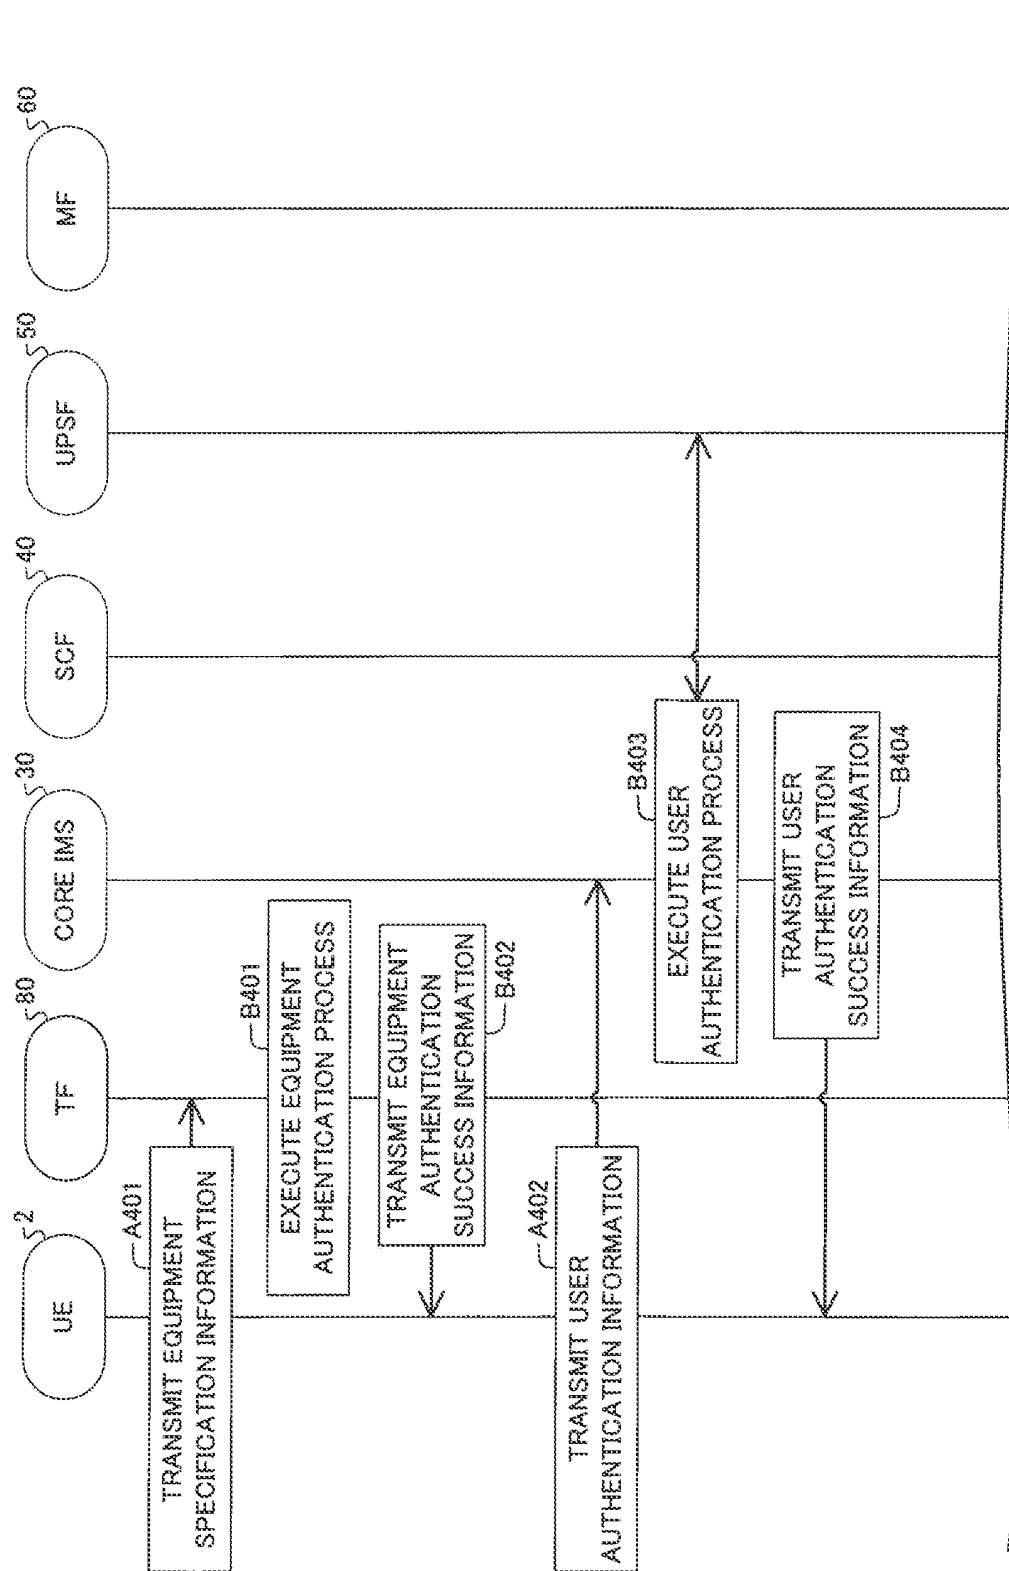 UE
2
TF
80
CORE IMS
30
SCF
40
UPSF
50
MF
60
A401
TRANSMIT EQUIPMENT
SPECIFICATION INFORMATION
B401
EXECUTE EQUIPMENT
AUTHENTICATION PROCESS
TRANSMIT EQUIPMENT
AUTHENTICATION
SUCCESS INFORMATION
B402
A402
TRANSMIT USER
AUTHENTICATION INFORMATION
B403
EXECUTE USER
AUTHENTICATION PROCESS
TRANSMIT USER
AUTHENTICATION
SUCCESS INFORMATION
B404